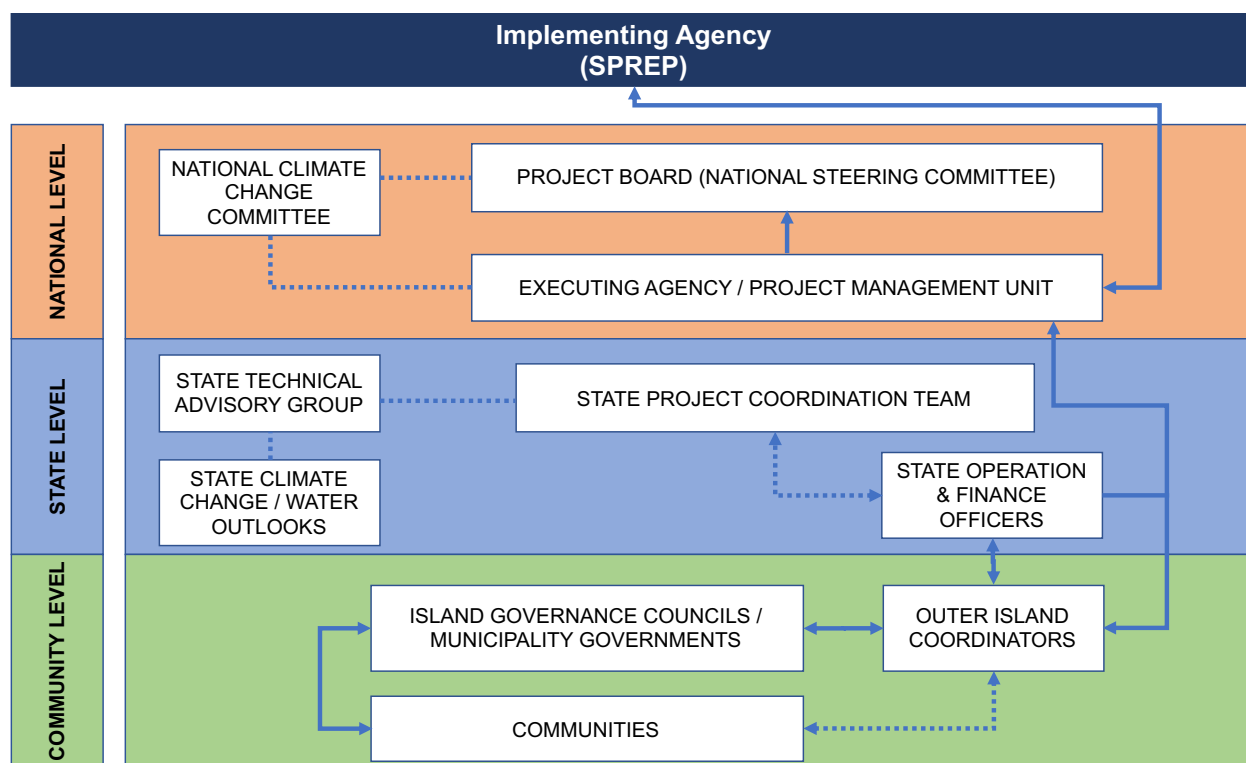 Implementing Agency
(SPREP)
NATIONAL LEVEL
NATIONAL CLIMATE
CHANGE
COMMITTEE
PROJECT BOARD (NATIONAL STEERING COMMITTEE)
EXECUTING AGENCY / PROJECT MANAGEMENT UNIT
STATE LEVEL
STATE TECHNICAL
ADVISORY GROUP
STATE PROJECT COORDINATION TEAM
STATE CLIMATE
CHANGE / WATER
OUTLOOKS
STATE OPERATION
& FINANCE
OFFICERS
COMMUNITY LEVEL
ISLAND GOVERNANCE COUNCILS /
MUNICIPALITY GOVERNMENTS
OUTER ISLAND
COORDINATORS
COMMUNITIES